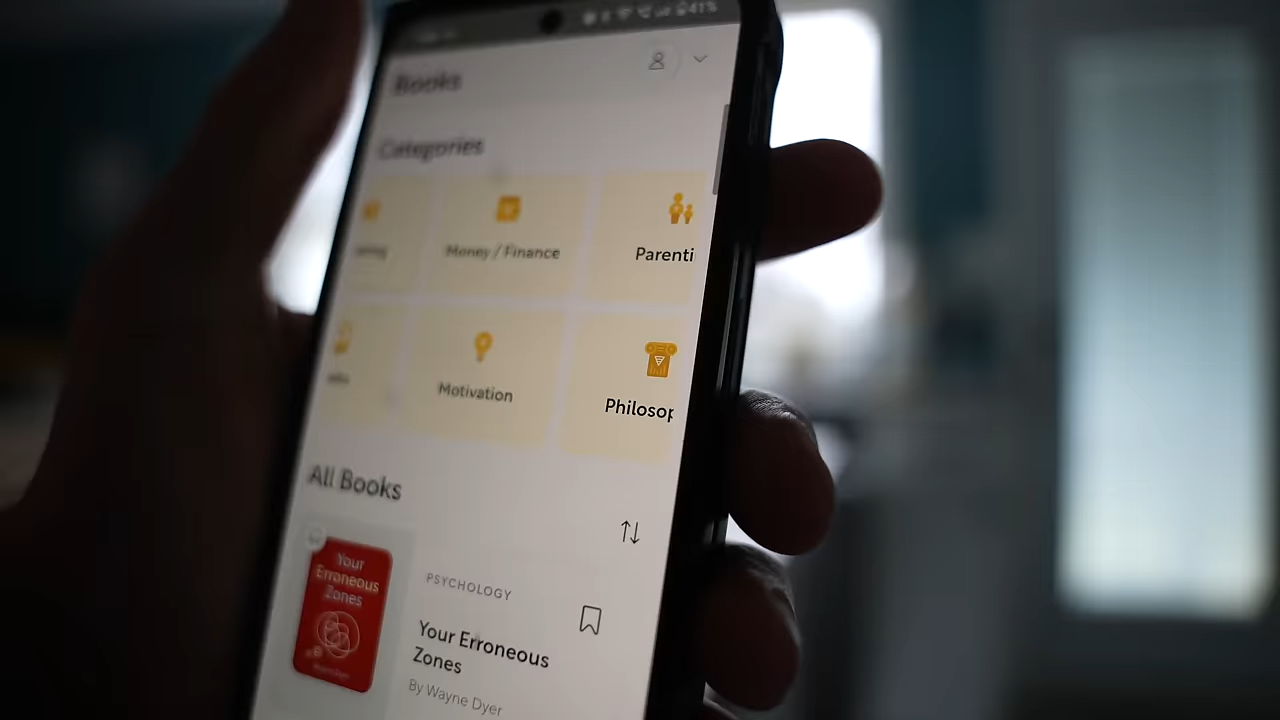 Books
Categories
Money / Finance
Parenti
Motivation
Philosop
All Books
Your
Erroneous
Zones
PSYCHOLOGY
Your Erroneous
Zones
By Wayne Dyer